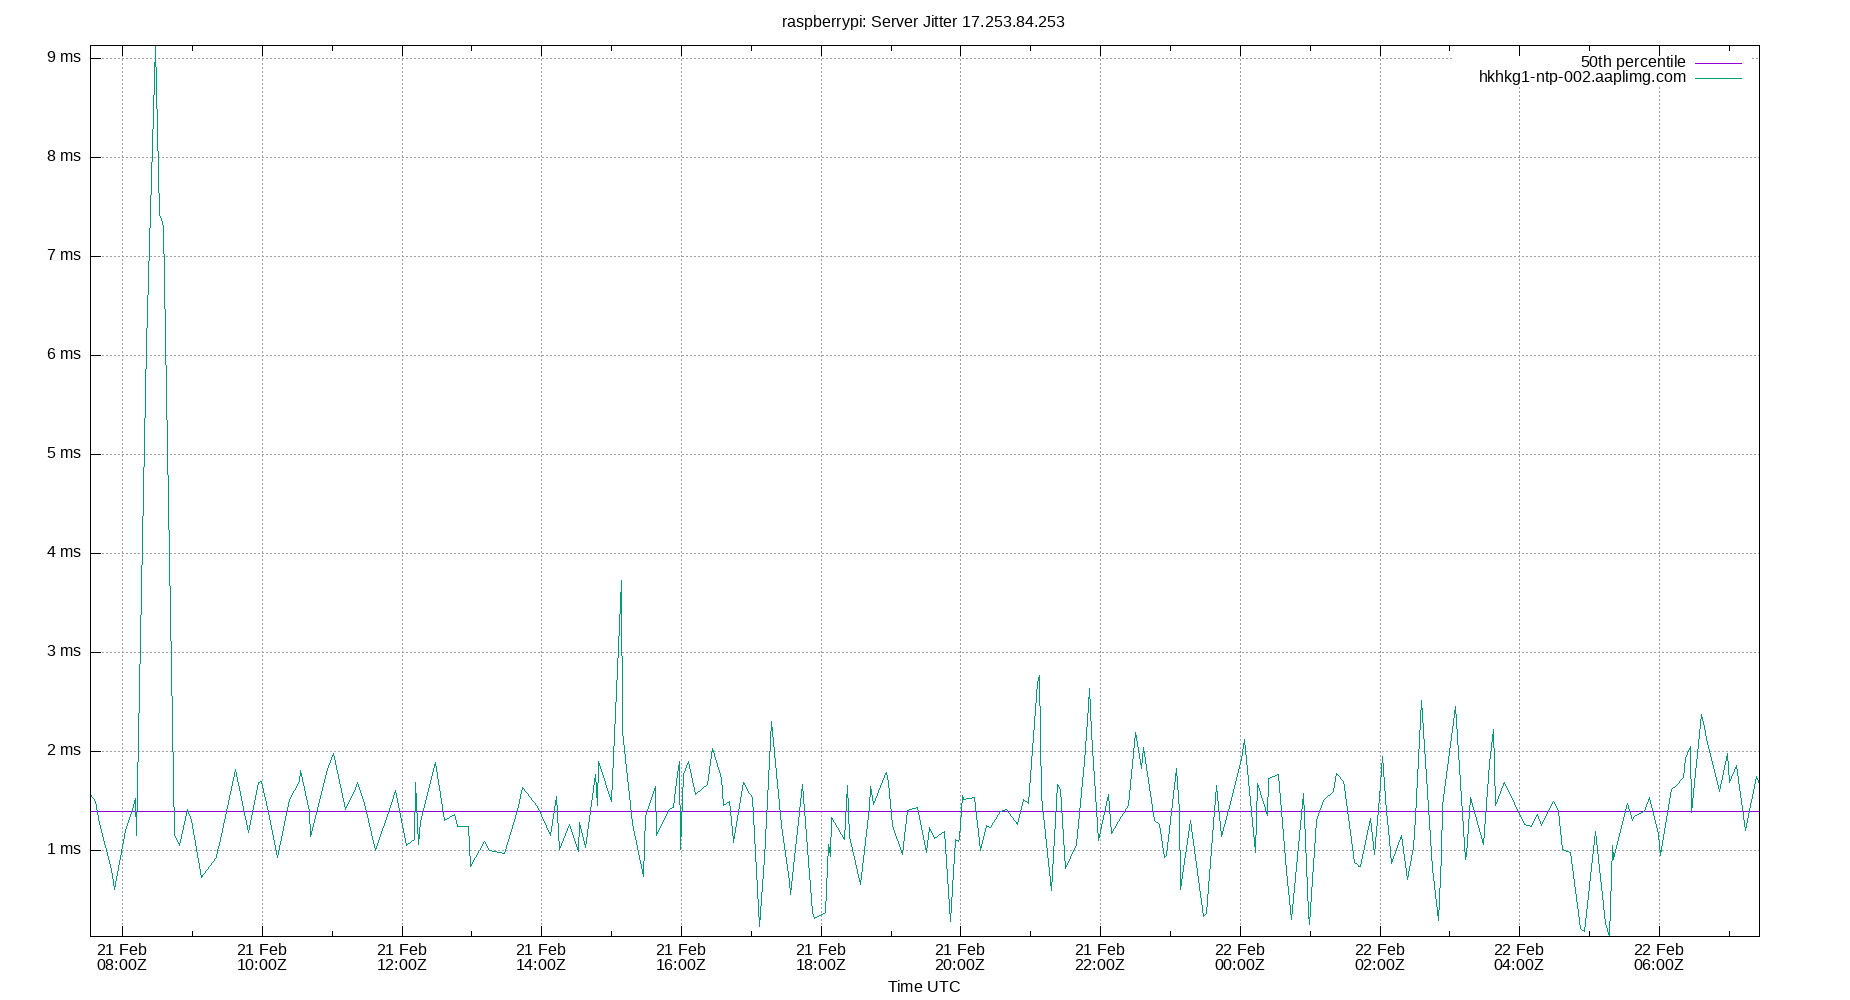 raspberrypi: Server Jitter 17.253.84.253
9 ms
8 ms
7 ms
6 ms
5 ms
4 ms
3 ms
2 ms
1 ms
50th percentile
hkhkg1-ntp-002.aaplimg.com
21 Feb
08:00Z
21 Feb
10:00Z
21 Feb
12:00Z
21 Feb
14:00Z
21 Feb
16:00Z
21 Feb
18:00Z
21 Feb
20:00Z
21 Feb
22:00Z
22 Feb
00:00Z
22 Feb
02:00Z
22 Feb
04:00Z
22 Feb
06:00Z
Time UTC